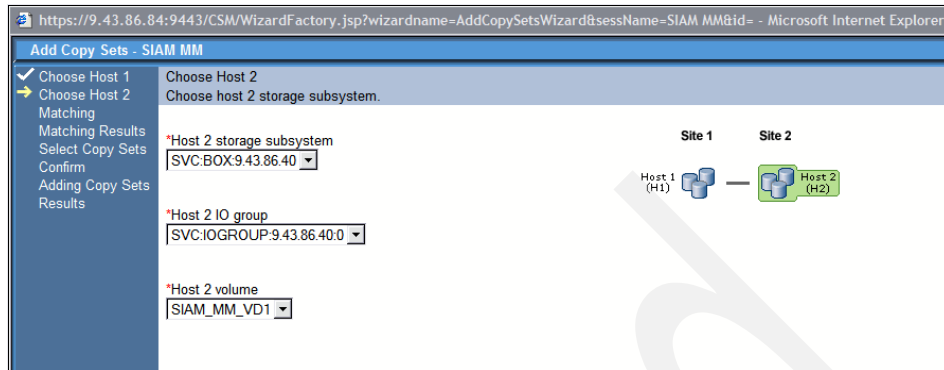 https://9.43.86.84:9443/CSM/WizardFactory.jsp?wizardname=AddCopySetsWizard&sessName=SIAM MM&id= - Microsoft Internet Explorer
Add Copy Sets - SIAM MM
Choose Host 1
Choose Host 2
Matching
Matching Results
Select Copy Sets
Confirm
Adding Copy Sets
Results
Choose Host 2
Choose host 2 storage subsystem.
*Host 2 storage subsystem
SVC:BOX:9.43.86.40
*Host 2 IO group
SVC:IOGROUP:9.43.86.40:0
*Host 2 volume
SIAM_MM_VD1
Site 1 Site 2
Host 1
(H1)
Host 2
(H2)